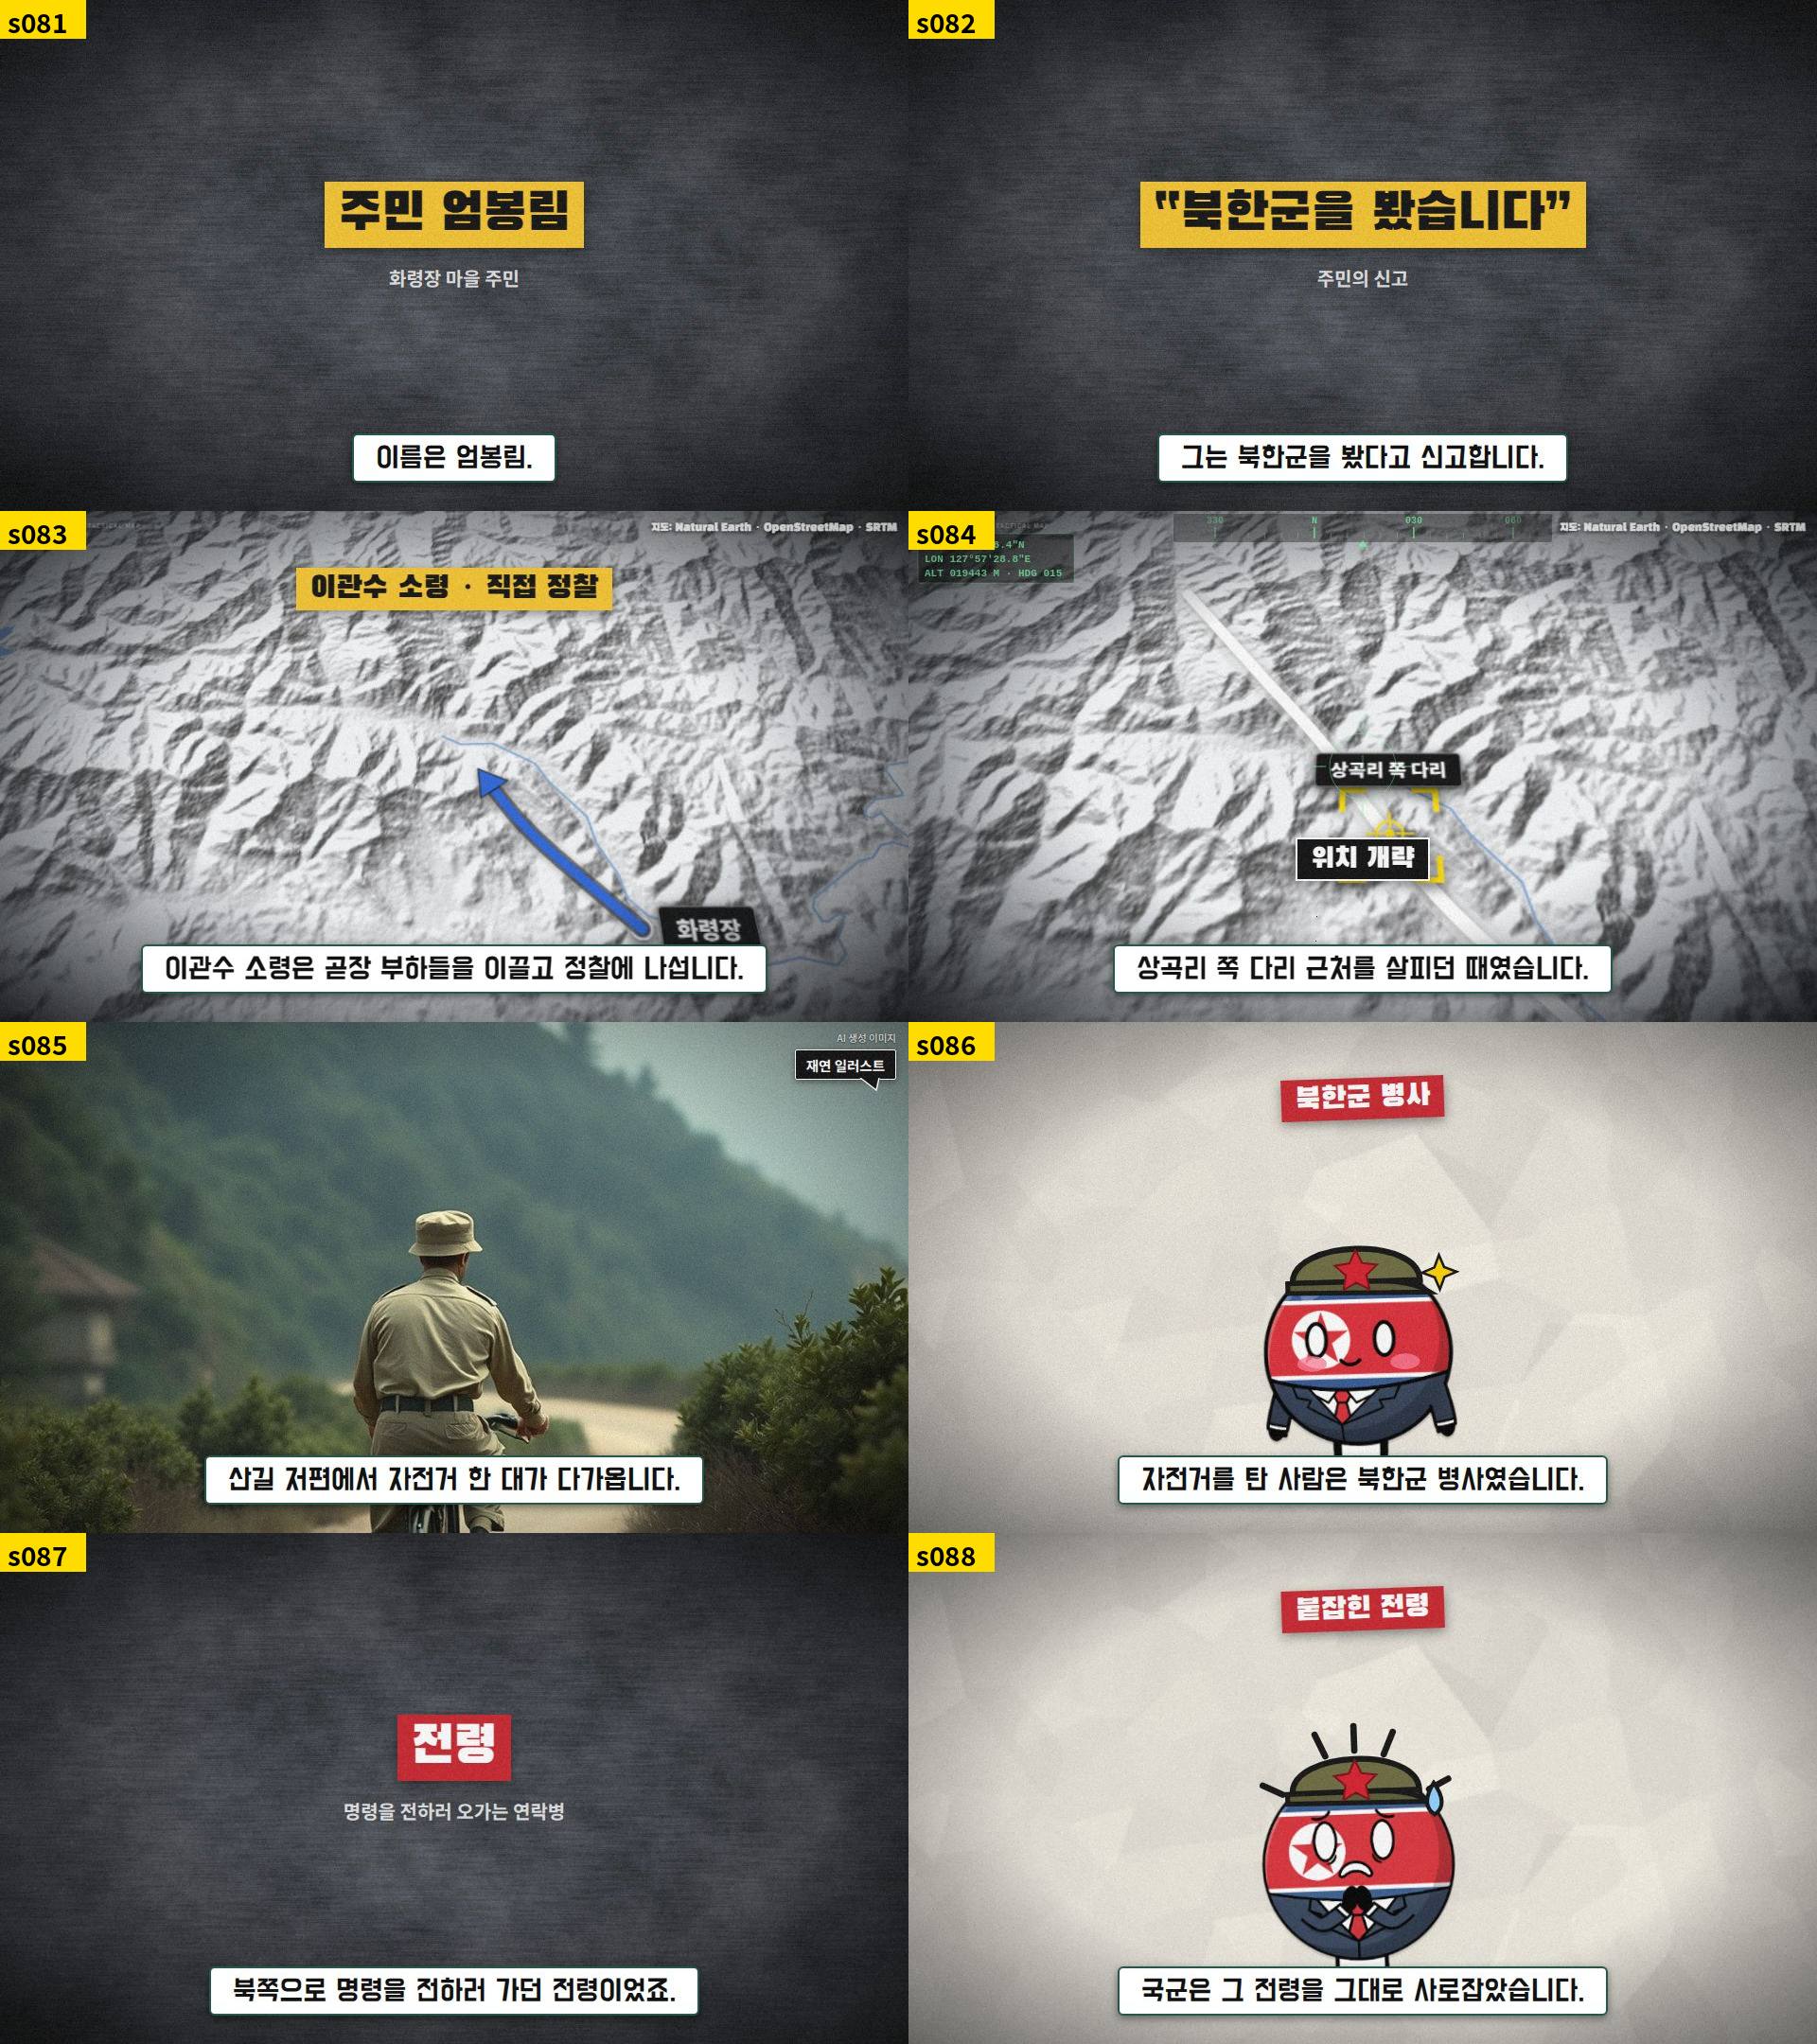 s081
주민 엄봉림
화령장 마을 주민
이름은 엄봉림.
s082
“북한군을 봤습니다”
주민의 신고
그는 북한군을 봤다고 신고합니다.
s083
지도: Natural Earth · OpenStreetMap · SRTM
이관수 소령 · 직접 정찰
화령장
이관수 소령은 곧장 부하들을 이끌고 정찰에 나섭니다.
s084
330 N 030 060
지도: Natural Earth · OpenStreetMap · SRTM
LON 127°57'28.8"E
ALT 019443 M · HDG 015
상곡리 쪽 다리
위치 개략
상곡리 쪽 다리 근처를 살피던 때였습니다.
s085
AI 생성 이미지
재연 일러스트
산길 저편에서 자전거 한 대가 다가옵니다.
s086
북한군 병사
자전거를 탄 사람은 북한군 병사였습니다.
s087
전령
명령을 전하러 오가는 연락병
북쪽으로 명령을 전하러 가던 전령이었죠.
s088
붙잡힌 전령
국군은 그 전령을 그대로 사로잡았습니다.